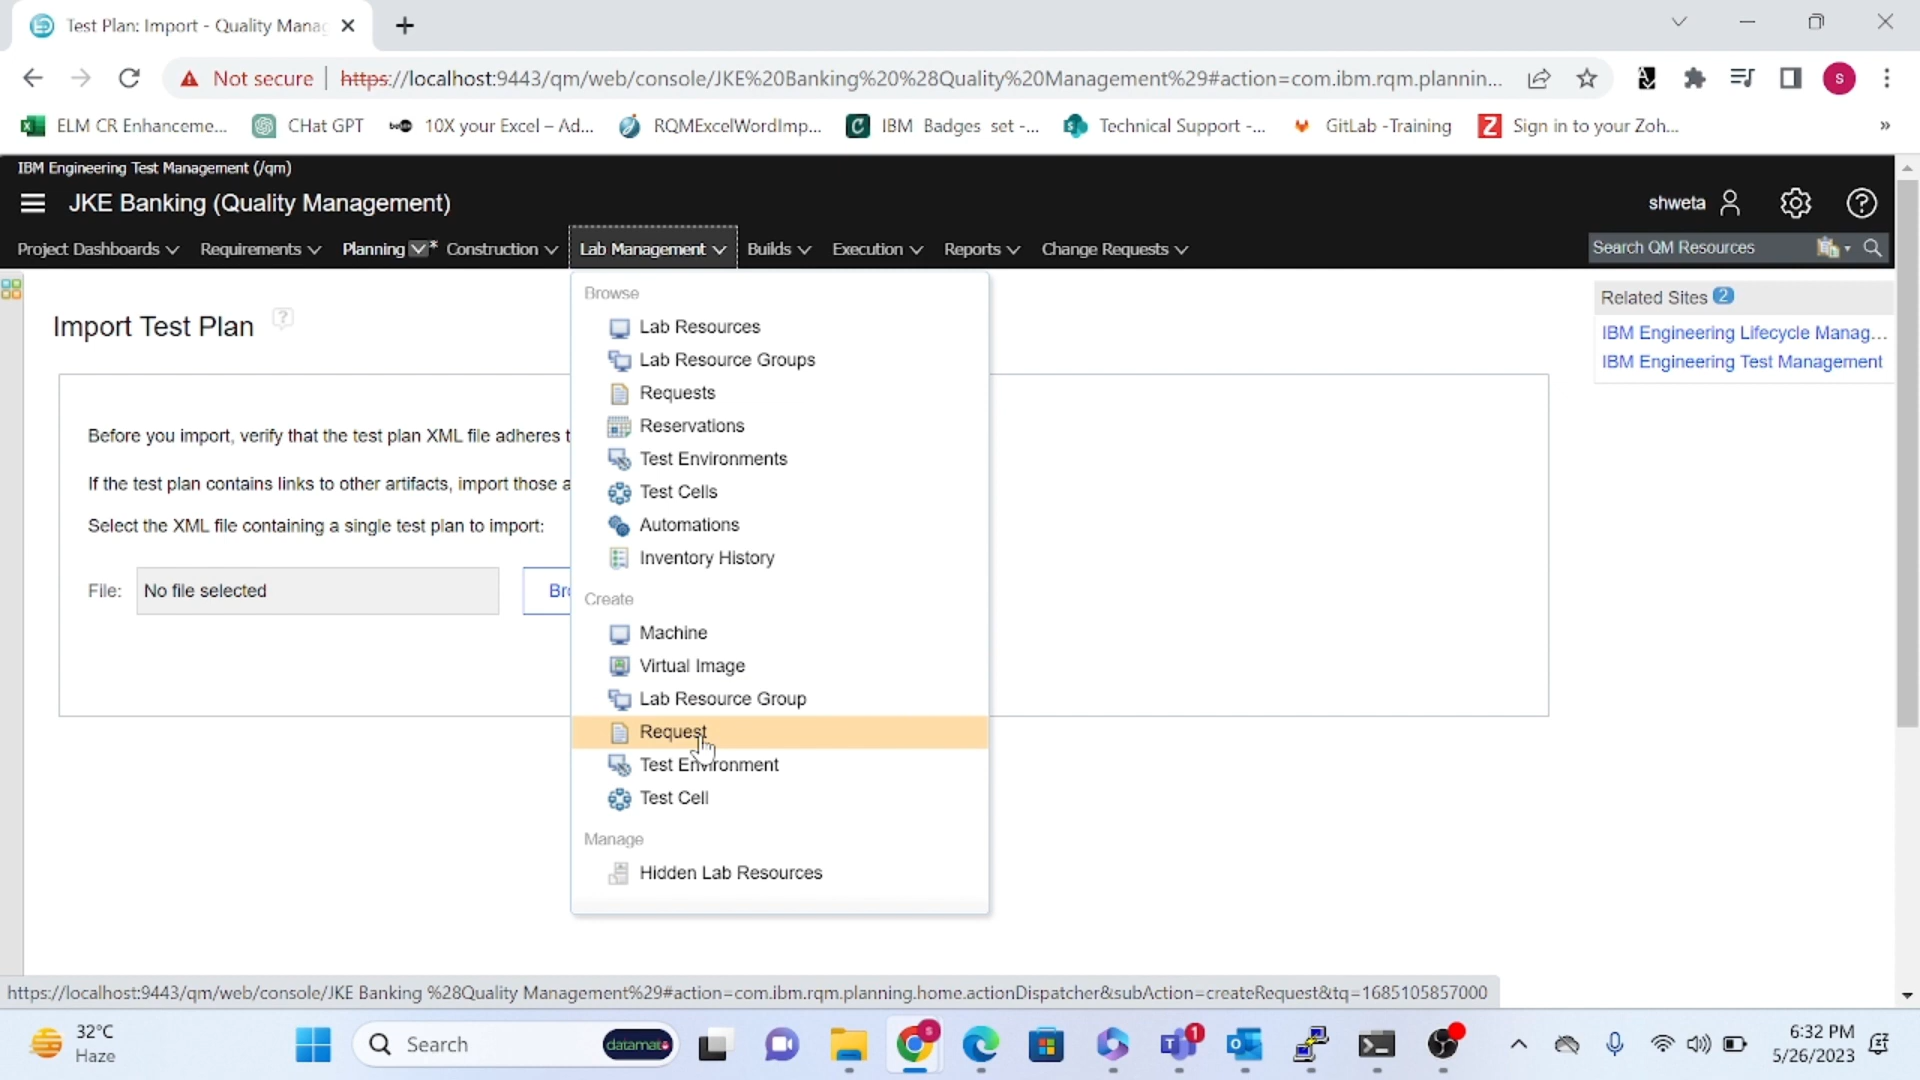 Test Plan: Import - Quality Mana
Not secure | https://localhost:9443/qm/web/console/JKE%20Banking%20%28Quality%20Management%29#action=com.ibm.rqm.plannin...
S
ELM CR Enhanceme... CHat GPT 10X your Excel – Ad... RQMExcelWordImp... IBM Badges set -... Technical Support -... GitLab -Training Sign in to your Zoh... »
IBM Engineering Test Management (/qm)
JKE Banking (Quality Management) shweta
Project Dashboards Requirements Planning * Construction Lab Management Builds Execution Reports Change Requests Search QM Resources
Import Test Plan ?
Related Sites 2
IBM Engineering Lifecycle Manag...
IBM Engineering Test Management
Before you import, verify that the test plan XML file adheres t
If the test plan contains links to other artifacts, import those a
Select the XML file containing a single test plan to import:
File: No file selected Bro
Browse
Lab Resources
Lab Resource Groups
Requests
Reservations
Test Environments
Test Cells
Automations
Inventory History
Create
Machine
Virtual Image
Lab Resource Group
Request
Test Environment
Test Cell
Manage
Hidden Lab Resources
https://localhost:9443/qm/web/console/JKE Banking %28Quality Management%29#action=com.ibm.rqm.planning.home.actionDispatcher&subAction=createRequest&tq=1685105857000
32°C
Haze
Search
datamato
1
6:32 PM
5/26/2023